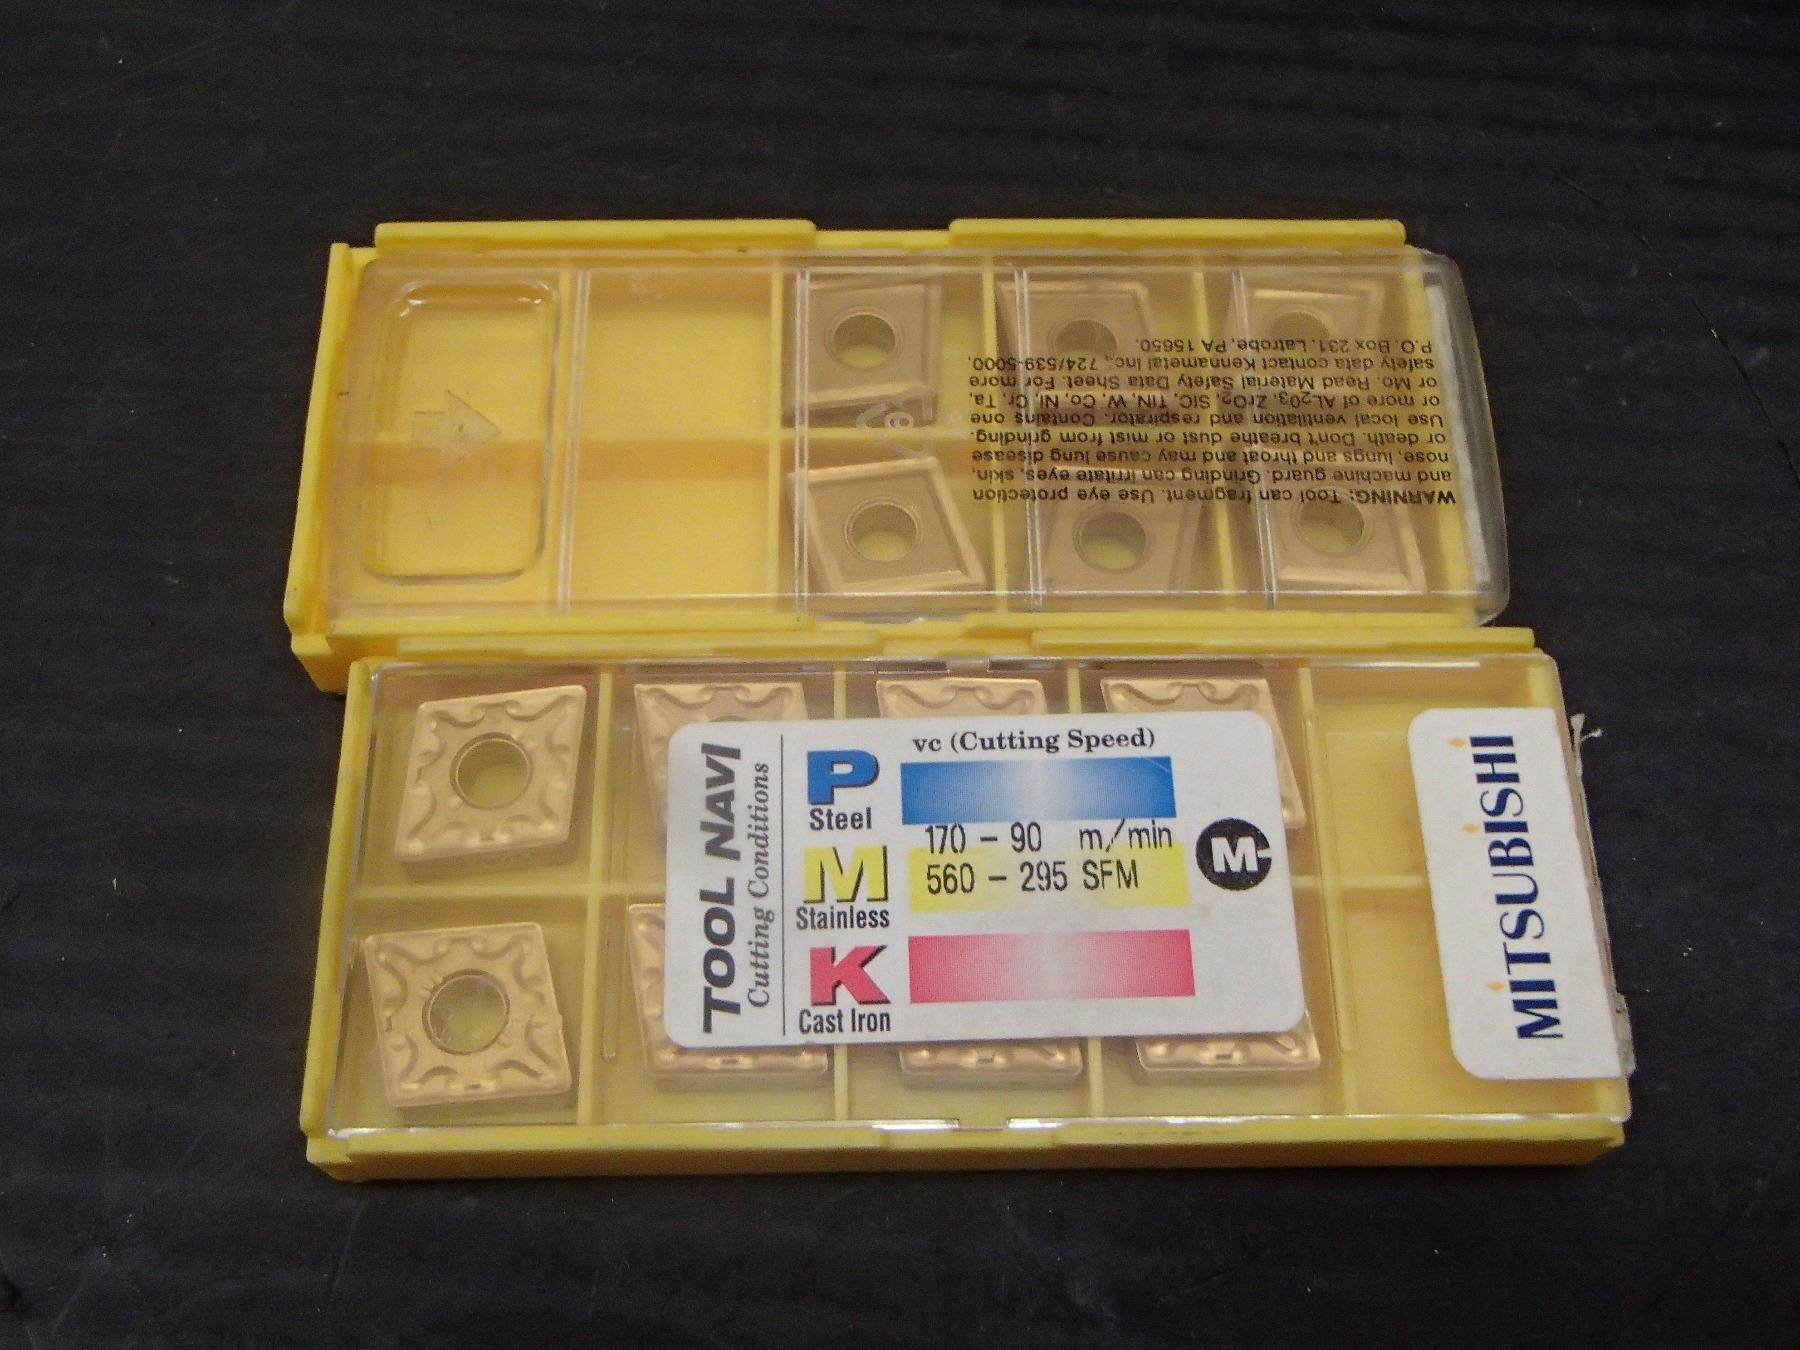 WARNING: Tool can fragment. Use eye protection
and machine guard. Grinding can irritate eyes, skin,
nose, lungs and throat and may cause lung disease
or death. Don't breathe dust or mist from grinding.
Use local ventilation and respirator. Contains one
or more of AL203, ZrO2, SiC, TiN, W, Co, Ni, Cr, Ta,
or Mo. Read Material Safety Data Sheet. For more
safety data contact Kennametal Inc., 724/539-5000,
P.O. Box 231, Latrobe, PA 15650.
TOOL NAVI
Cutting Conditions
vc (Cutting Speed)
P
Steel
170 - 90 m/min
M
560 - 295 SFM
Stainless
K
Cast Iron
M
MITSUBISHI